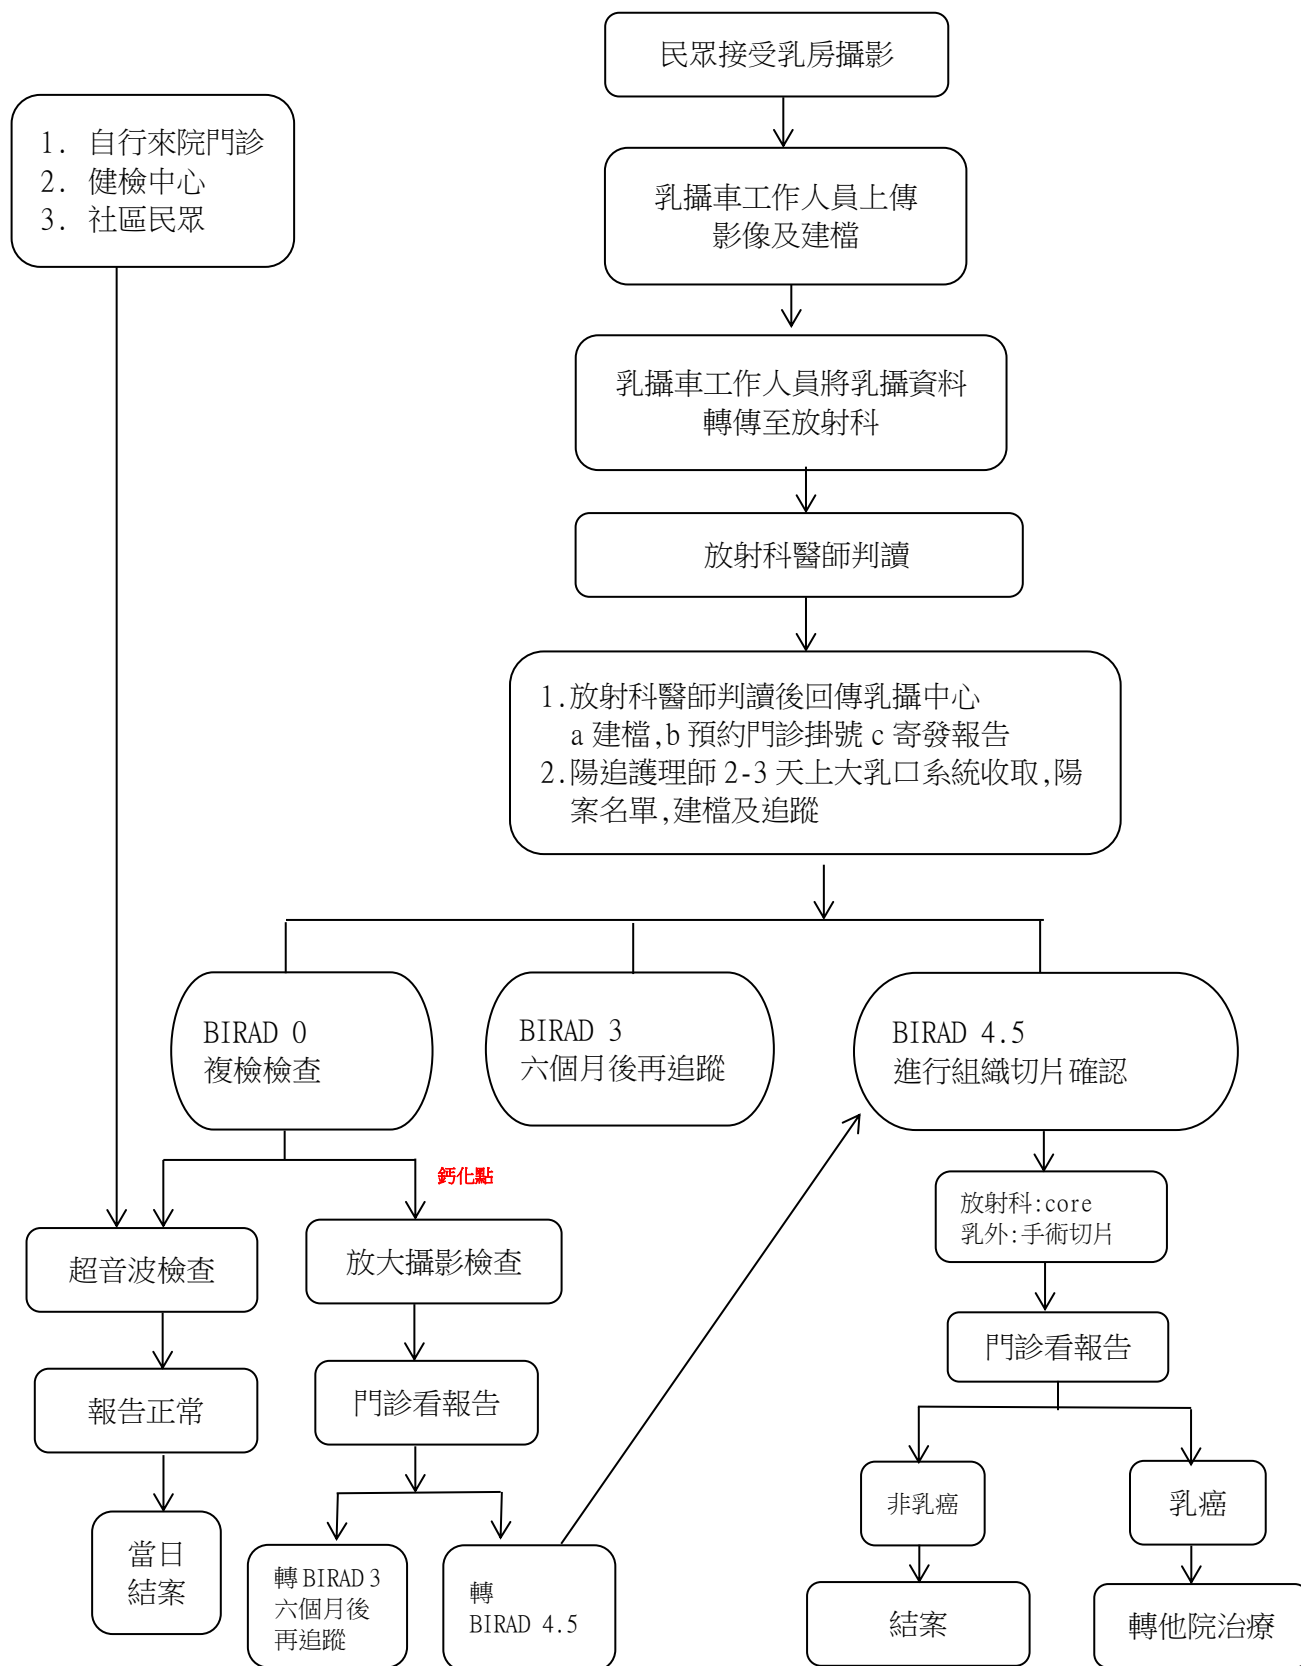 民眾接受乳房攝影
1. 自行來院門診
2. 健檢中心
3. 社區民眾
乳攝車工作人員上傳
影像及建檔
乳攝車工作人員將乳攝資料
轉傳至放射科
放射科醫師判讀
1.放射科醫師判讀後回傳乳攝中心
a 建檔,b 預約門診掛號 c 寄發報告
2.陽追護理師 2-3 天上大乳口系統收取,陽
案名單,建檔及追蹤
BIRAD 0
複檢檢查
BIRAD 3
六個月後再追蹤
BIRAD 4.5
進行組織切片確認
鈣化點
放射科:core
乳外:手術切片
超音波檢查
放大攝影檢查
門診看報告
報告正常
門診看報告
非乳癌
乳癌
當日
結案
轉 BIRAD 3
六個月後
再追蹤
轉
BIRAD 4.5
結案
轉他院治療